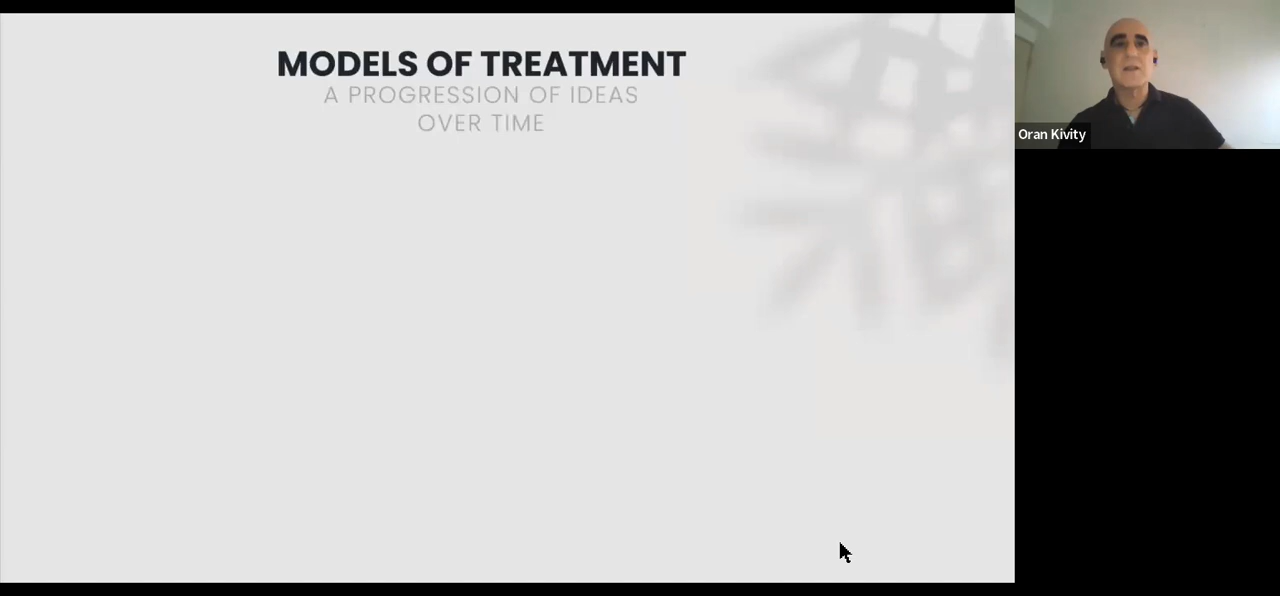 MODELS OF TREATMENT
A PROGRESSION OF IDEAS
OVER TIME
Oran Kivity